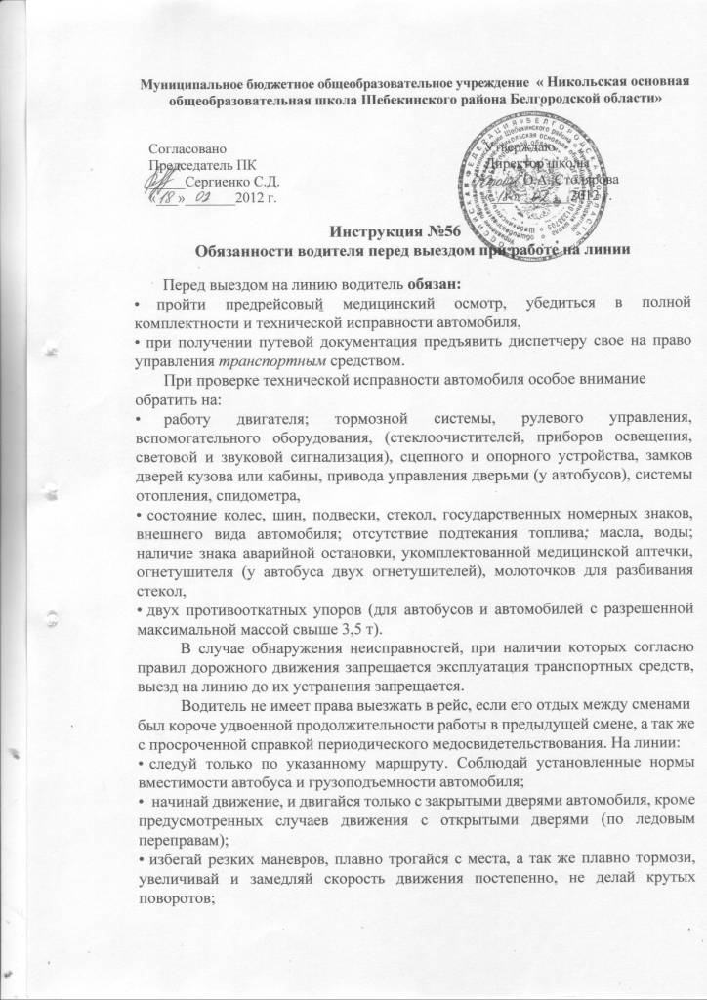 Муниципальное бюджетное общеобразовательное учреждение « Никольская основная
общеобразовательная школа Шебекинского района Белгородской области»
Согласовано
Председатель ПК
Сергиенко С.Д.
« 18 » 2012 г.
Утверждаю
Директор школы
О.А. Столярова
2012 г.
Инструкция №56
Обязанности водителя перед выездом при работе на линии
Перед выездом на линию водитель обязан:
• пройти предрейсовый медицинский осмотр, убедиться в полной
комплектности и технической исправности автомобиля,
• при получении путевой документация предъявить диспетчеру свое на право
управления транспортным средством.
При проверке технической исправности автомобиля особое внимание
обратить на:
• работу двигателя; тормозной системы, рулевого управления,
вспомогательного оборудования, (стеклоочистителей, приборов освещения,
световой и звуковой сигнализация), сцепного и опорного устройства, замков
дверей кузова или кабины, привода управления дверьми (у автобусов), системы
отопления, спидометра,
• состояние колес, шин, подвески, стекол, государственных номерных знаков,
внешнего вида автомобиля; отсутствие подтекания топлива; масла, воды;
наличие знака аварийной остановки, укомплектованной медицинской аптечки,
огнетушителя (у автобуса двух огнетушителей), молоточков для разбивания
стекол,
• двух противооткатных упоров (для автобусов и автомобилей с разрешенной
максимальной массой свыше 3,5 т).
В случае обнаружения неисправностей, при наличии которых согласно
правил дорожного движения запрещается эксплуатация транспортных средств,
выезд на линию до их устранения запрещается.
Водитель не имеет права выезжать в рейс, если его отдых между сменами
был короче удвоенной продолжительности работы в предыдущей смене, а так же
с просроченной справкой периодического медосвидетельствования. На линии:
• следуй только по указанному маршруту. Соблюдай установленные нормы
вместимости автобуса и грузоподъемности автомобиля;
• начинай движение, и двигайся только с закрытыми дверями автомобиля, кроме
предусмотренных случаев движения с открытыми дверями (по ледовым
переправам);
• избегай резких маневров, плавно трогайся с места, а так же плавно тормози,
увеличивай и замедляй скорость движения постепенно, не делай крутых
поворотов;